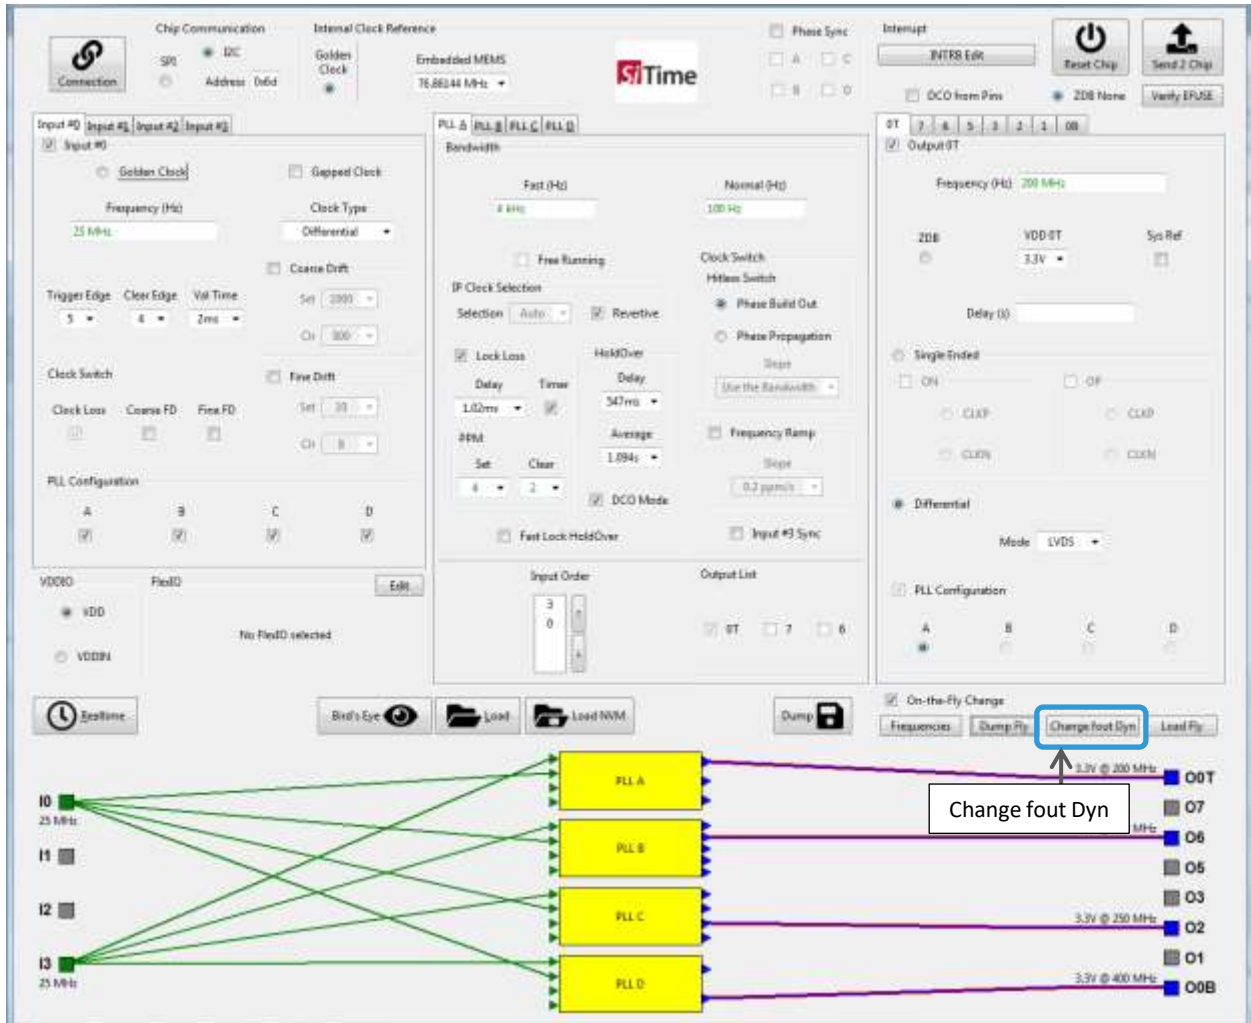 Chip Communication
Internal Clock Reference
Phase Sync
Interrupt
Connection
SPI
I2C
Address 0x6d
Golden Clock
Embedded MEMS
76.86144 MHz
SiTime
A
C
B
D
INTRB Edit
DCO from Pins
Reset Chip
Send 2 Chip
ZDB None
Verify EFUSE
Input #0 Input #1 Input #2 Input #3
Input #0
Golden Clock
Gapped Clock
Frequency (Hz)
Clock Type
25 MHz
Differential
Coarse Drift
Trigger Edge Clear Edge Val Time
Set
5 4 2ms
Clr
Clock Switch
Fine Drift
Clock Loss Coarse FD Fine FD
Set 20
Clr 8
PLL Configuration
A B C D
VDDIO
FlexIO
Edit
VDD
No FlexIO selected
VDDIN
PLL A PLL B PLL C PLL D
Bandwidth
Fast (Hz)
Normal (Hz)
4 kHz
100 Hz
Free Running
Clock Switch
IP Clock Selection
Hitless Switch
Selection Auto
Revertive
Phase Build Out
Phase Propagation
Lock Loss
HoldOver
Slope
Delay Timer
Delay
Use the Bandwidth
1.02ms
547ms
PPM
Average
Frequency Ramp
Set Clear
1.094s
Slope
4 2
0.2 ppm/s
DCO Mode
Fast Lock HoldOver
Input #3 Sync
Input Order
Output List
3
0
0T 7 6
0T 7 6 5 3 2 1 0B
Output 0T
Frequency (Hz) 200 MHz
ZDB
VDD 0T
Sys Ref
3.3V
Delay (s)
Single Ended
ON
OP
CLKP
CLKP
CLKN
CLKN
Differential
Mode LVDS
PLL Configuration
A B C D
Realtime
Bird's Eye
Load
Load NVM
Dump
On-the-Fly Change
Frequencies
Dump Fly
Change fout Dyn
Load Fly
Change fout Dyn
I0
25 MHz
I1
I2
I3
25 MHz
PLL A
PLL B
PLL C
PLL D
3.3V @ 200 MHz
O0T
O7
MHz
O6
O5
O3
3.3V @ 250 MHz
O2
O1
3.3V @ 400 MHz
O0B